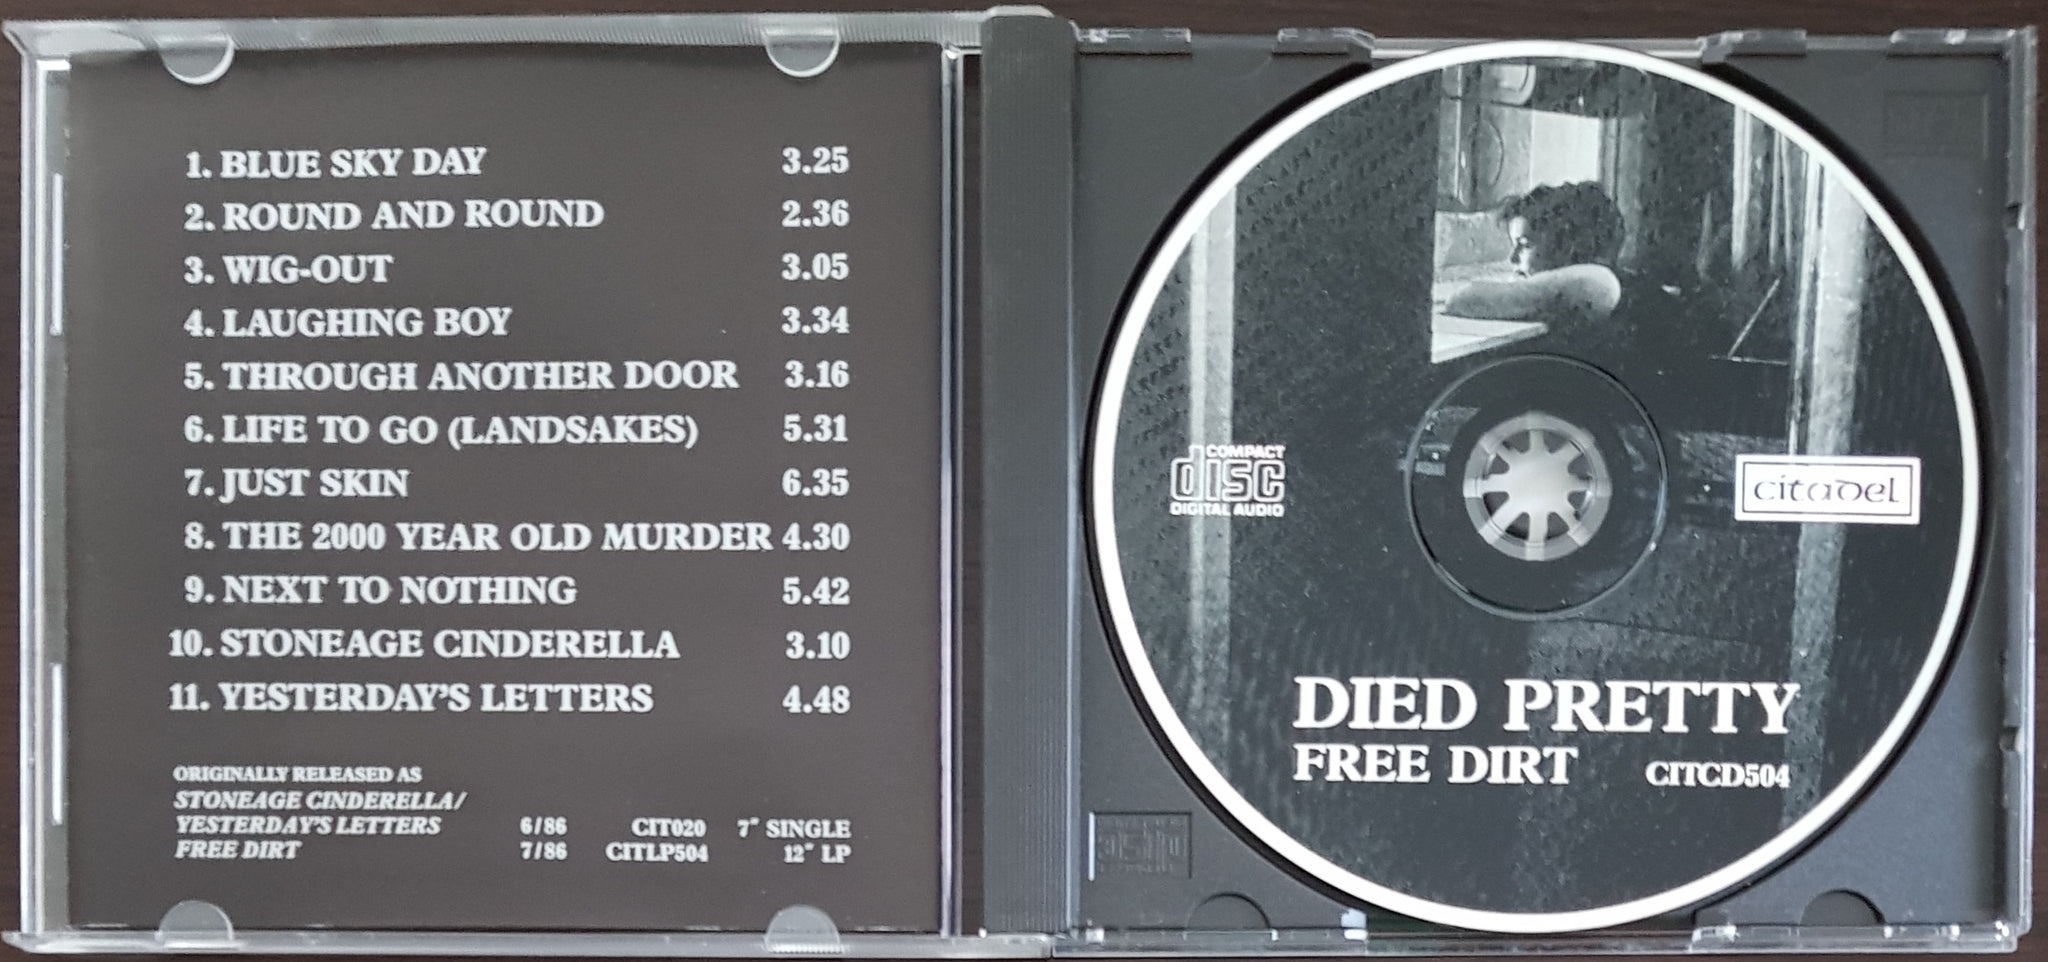 1. BLUE SKY DAY 3.25
2. ROUND AND ROUND 2.36
3. WIG-OUT 3.05
4. LAUGHING BOY 3.34
5. THROUGH ANOTHER DOOR 3.16
6. LIFE TO GO (LANDSAKES) 5.31
7. JUST SKIN 6.35
8. THE 2000 YEAR OLD MURDER 4.30
9. NEXT TO NOTHING 5.42
10. STONEAGE CINDERELLA 3.10
11. YESTERDAY'S LETTERS 4.48
ORIGINALLY RELEASED AS
STONEAGE CINDERELLA/
YESTERDAY'S LETTERS 6/86 CIT020 7" SINGLE
FREE DIRT 7/86 CITLP504 12" LP
COMPACT
disc
DIGITAL AUDIO
citadel
DIED PRETTY
FREE DIRT CITCD504
disc